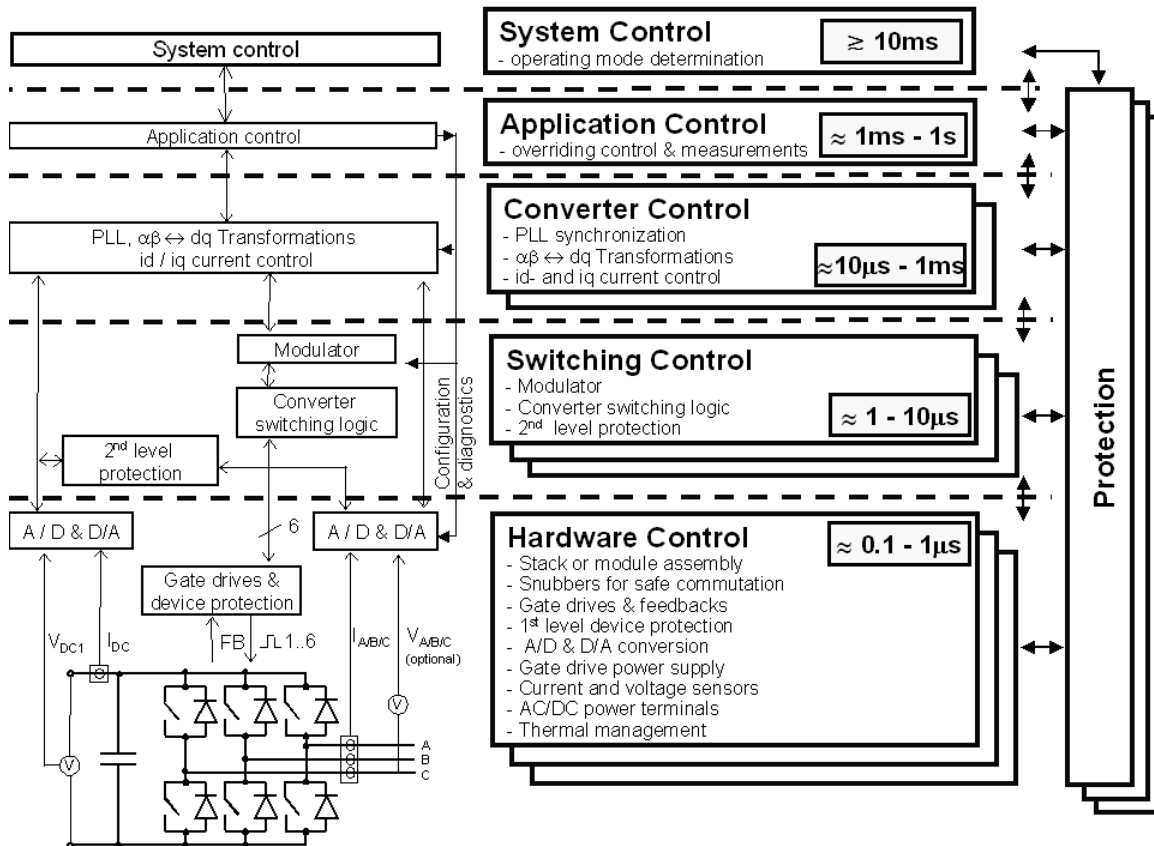 System control
Application control
PLL, αβ ↔ dq Transformations
id / iq current control
Modulator
Converter
switching logic
2nd level
protection
Configuration
& diagnostics
A / D & D/A
6
A / D & D/A
Gate drives &
device protection
VDC1
IDC
FB
1..6
IA/B/C
VA/B/C
(optional)
V
V
A
B
C
System Control
≥ 10ms
- operating mode determination
Application Control
≈ 1ms - 1s
- overriding control & measurements
Converter Control
- PLL synchronization
- αβ ↔ dq Transformations
- id- and iq current control
≈10μs - 1ms
Switching Control
- Modulator
- Converter switching logic
- 2nd level protection
≈ 1 - 10μs
Hardware Control
≈ 0.1 - 1μs
- Stack or module assembly
- Snubbers for safe commutation
- Gate drives & feedbacks
- 1st level device protection
- A/D & D/A conversion
- Gate drive power supply
- Current and voltage sensors
- AC/DC power terminals
- Thermal management
Protection